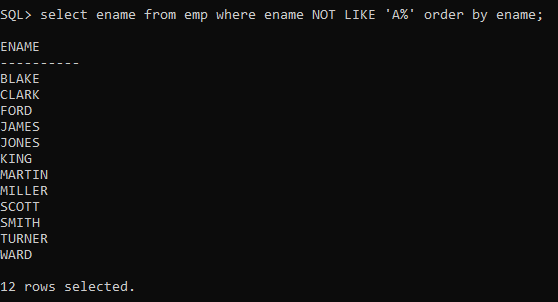 SQL> select ename from emp where ename NOT LIKE 'A%' order by ename;
ENAME
----------
BLAKE
CLARK
FORD
JAMES
JONES
KING
MARTIN
MILLER
SCOTT
SMITH
TURNER
WARD
12 rows selected.